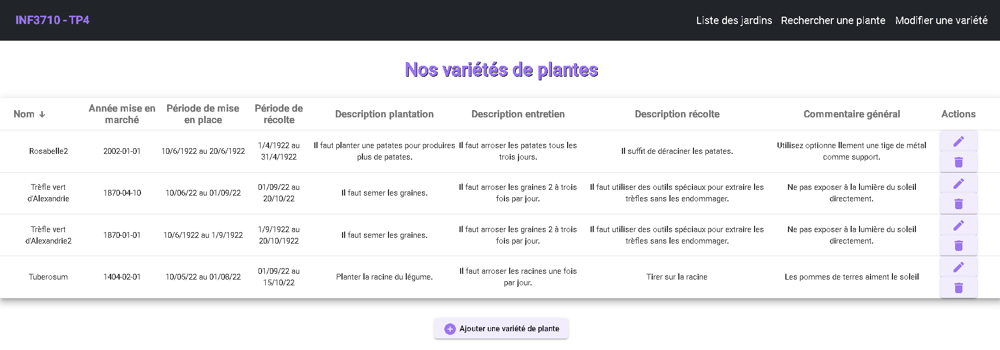 INF3710 - TP4
Liste des jardins Rechercher une plante Modifier une variété
Nos variétés de plantes
Nom ↓
Année mise en
marché
Période de mise
en place
Période de
récolte
Description plantation
Description entretien
Description récolte
Commentaire général
Actions
Rosabelle2
2002-01-01
10/6/1922 au 20/6/1922
1/4/1922 au
31/4/1922
Il faut planter une patates pour produires
plus de patates.
Il faut arroser les patates tous les
trois jours.
Il suffit de déraciner les patates.
Utilisez optionne llement une tige de métal
comme support.
Trèfle vert
d'Alexandrie
1870-04-10
10/06/22 au 01/09/22
01/09/22 au
20/10/22
Il faut semer les graines.
Il faut arroser les graines 2 à trois
fois par jour.
Il faut utiliser des outils spéciaux pour extraire les
trèfles sans les endommager.
Ne pas exposer à la lumière du soleil
directement.
Trèfle vert
d'Alexandrie2
1870-01-01
10/6/1922 au 1/9/1922
1/9/1922 au
20/10/1922
Il faut semer les graines.
Il faut arroser les graines 2 à trois
fois par jour.
Il faut utiliser des outils spéciaux pour extraire les
trèfles sans les endommager.
Ne pas exposer à la lumière du soleil
directement.
Tuberosum
1404-02-01
10/05/22 au 01/08/22
01/09/22 au
15/10/22
Planter la racine du légume.
Il faut arroser les racines une fois
par jour.
Tirer sur la racine
Les pommes de terres aiment le soleil
Ajouter une variété de plante